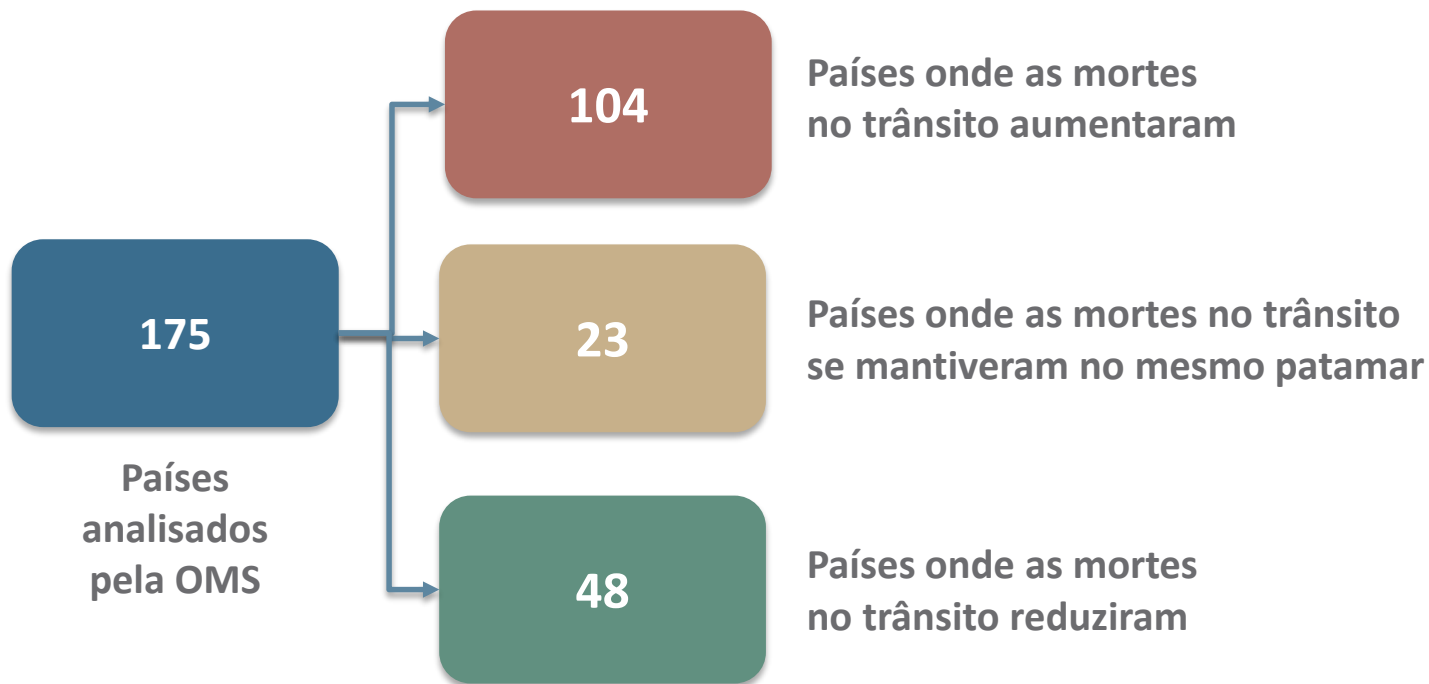 104
Países onde as mortes
no trânsito aumentaram
175
Países
analisados
pela OMS
23
Países onde as mortes no trânsito
se mantiveram no mesmo patamar
48
Países onde as mortes
no trânsito reduziram